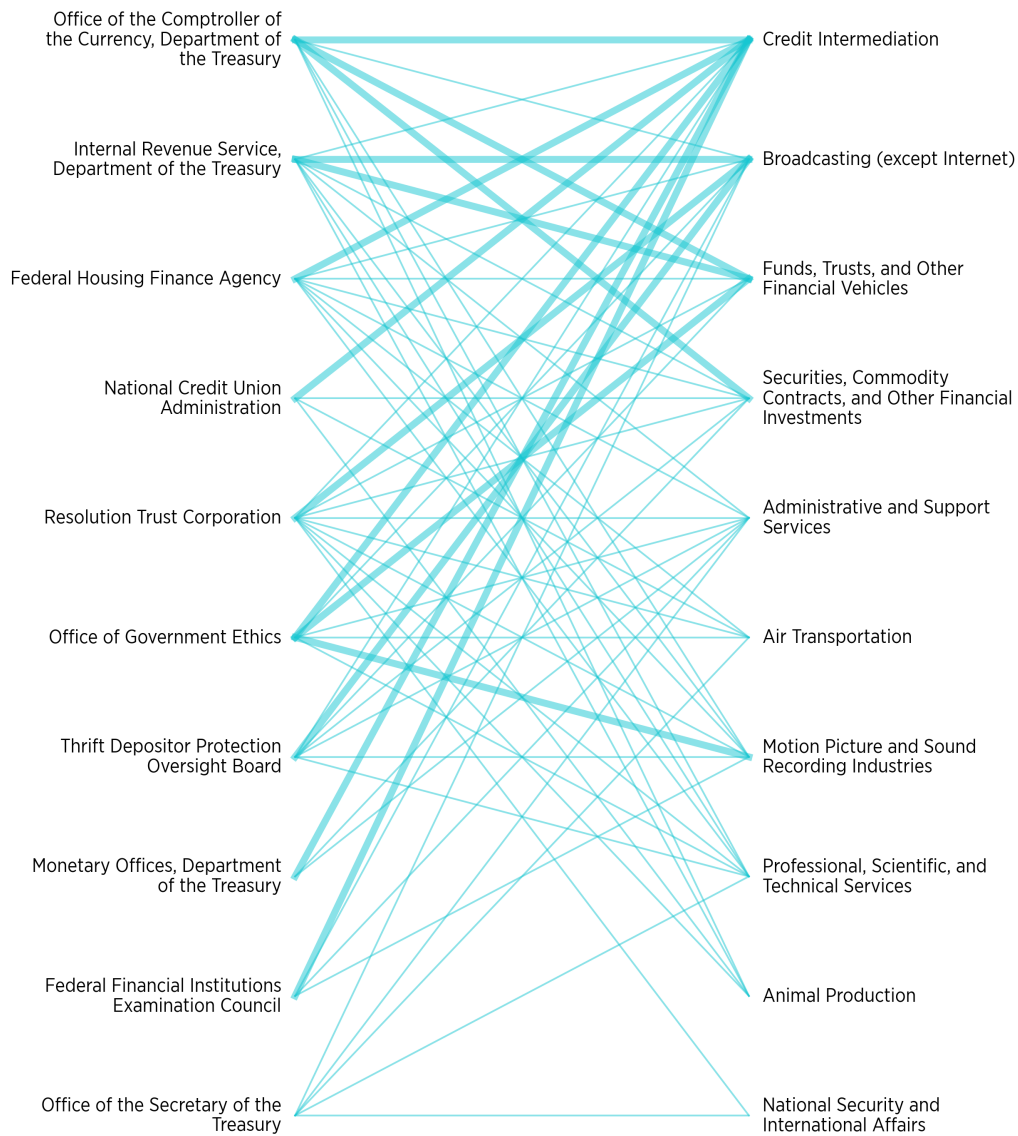 Office of the Comptroller of
the Currency, Department of
the Treasury
Internal Revenue Service,
Department of the Treasury
Federal Housing Finance Agency
National Credit Union
Administration
Resolution Trust Corporation
Office of Government Ethics
Thrift Depositor Protection
Oversight Board
Monetary Offices, Department
of the Treasury
Federal Financial Institutions
Examination Council
Office of the Secretary of the
Treasury
Credit Intermediation
Broadcasting (except Internet)
Funds, Trusts, and Other
Financial Vehicles
Securities, Commodity
Contracts, and Other Financial
Investments
Administrative and Support
Services
Air Transportation
Motion Picture and Sound
Recording Industries
Professional, Scientific, and
Technical Services
Animal Production
National Security and
International Affairs